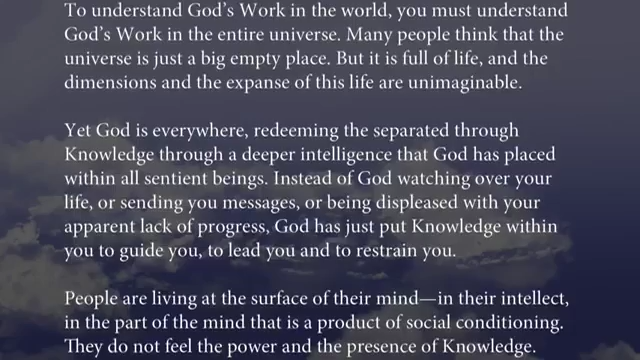 To understand God’s Work in the world, you must understand
God’s Work in the entire universe. Many people think that the
universe is just a big empty place. But it is full of life, and the
dimensions and the expanse of this life are unimaginable.
Yet God is everywhere, redeeming the separated through
Knowledge through a deeper intelligence that God has placed
within all sentient beings. Instead of God watching over your
life, or sending you messages, or being displeased with your
apparent lack of progress, God has just put Knowledge within
you to guide you, to lead you and to restrain you.
People are living at the surface of their mind—in their intellect,
in the part of the mind that is a product of social conditioning.
They do not feel the power and the presence of Knowledge.